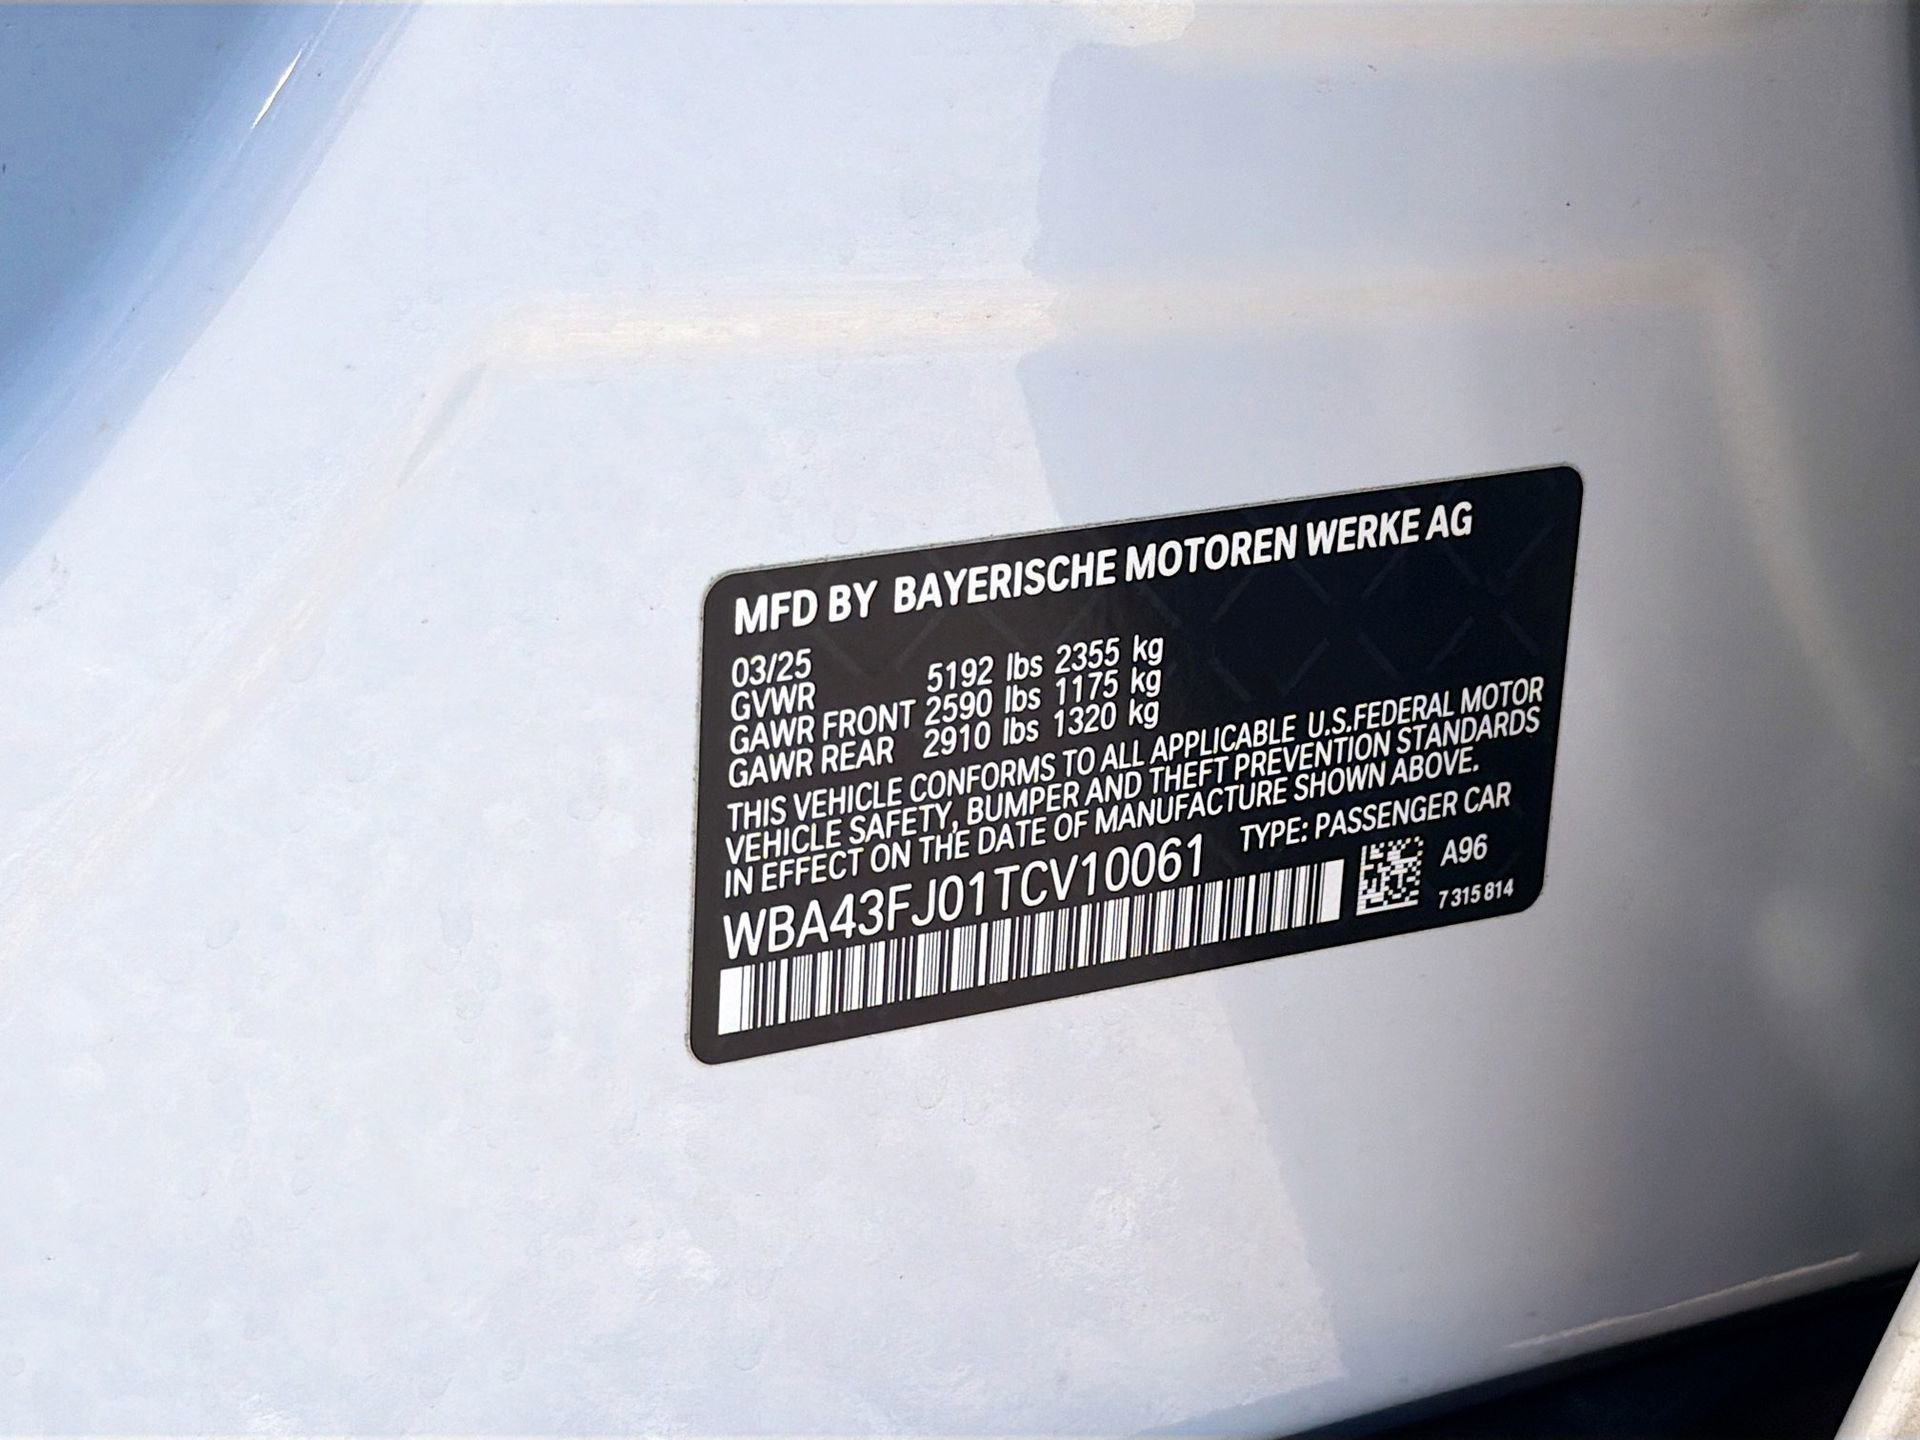 MFD BY BAYERISCHE MOTOREN WERKE AG
03/25
GVWR 5192 lbs 2355 kg
GAWR FRONT 2590 lbs 1175 kg
GAWR REAR 2910 lbs 1320 kg
THIS VEHICLE CONFORMS TO ALL APPLICABLE U.S.FEDERAL MOTOR
VEHICLE SAFETY, BUMPER AND THEFT PREVENTION STANDARDS
IN EFFECT ON THE DATE OF MANUFACTURE SHOWN ABOVE.
WBA43FJ01TCV10061 TYPE: PASSENGER CAR
A96
7 315 814